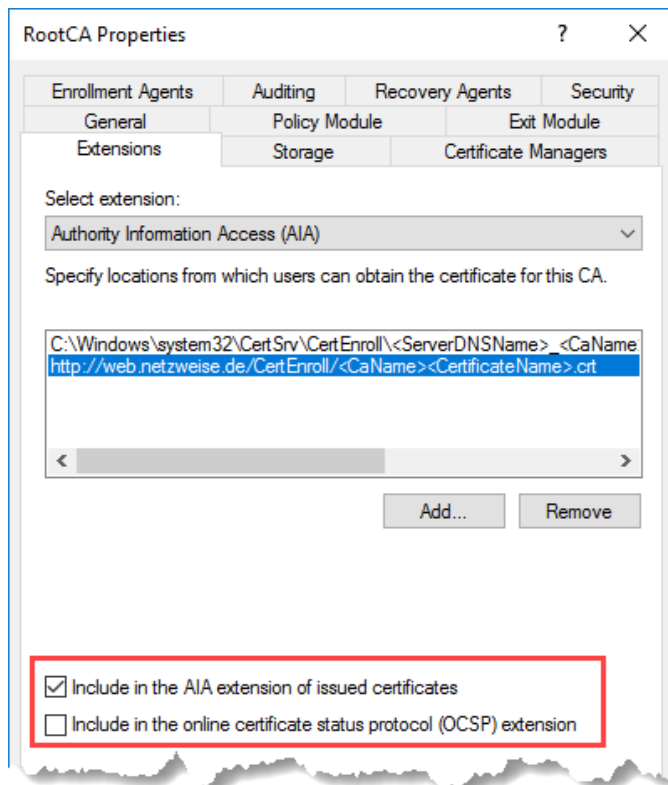 RootCA Properties
?
Enrollment Agents Auditing Recovery Agents Security
General Policy Module Exit Module
Extensions Storage Certificate Managers
Select extension:
Authority Information Access (AIA)
Specify locations from which users can obtain the certificate for this CA.
C:\Windows\system32\CertSrv\CertEnroll\<ServerDNSName>_<CaName
http://web.netzweise.de/CertEnroll/<CaName><CertificateName>.crt
Add... Remove
Include in the AIA extension of issued certificates
Include in the online certificate status protocol (OCSP) extension